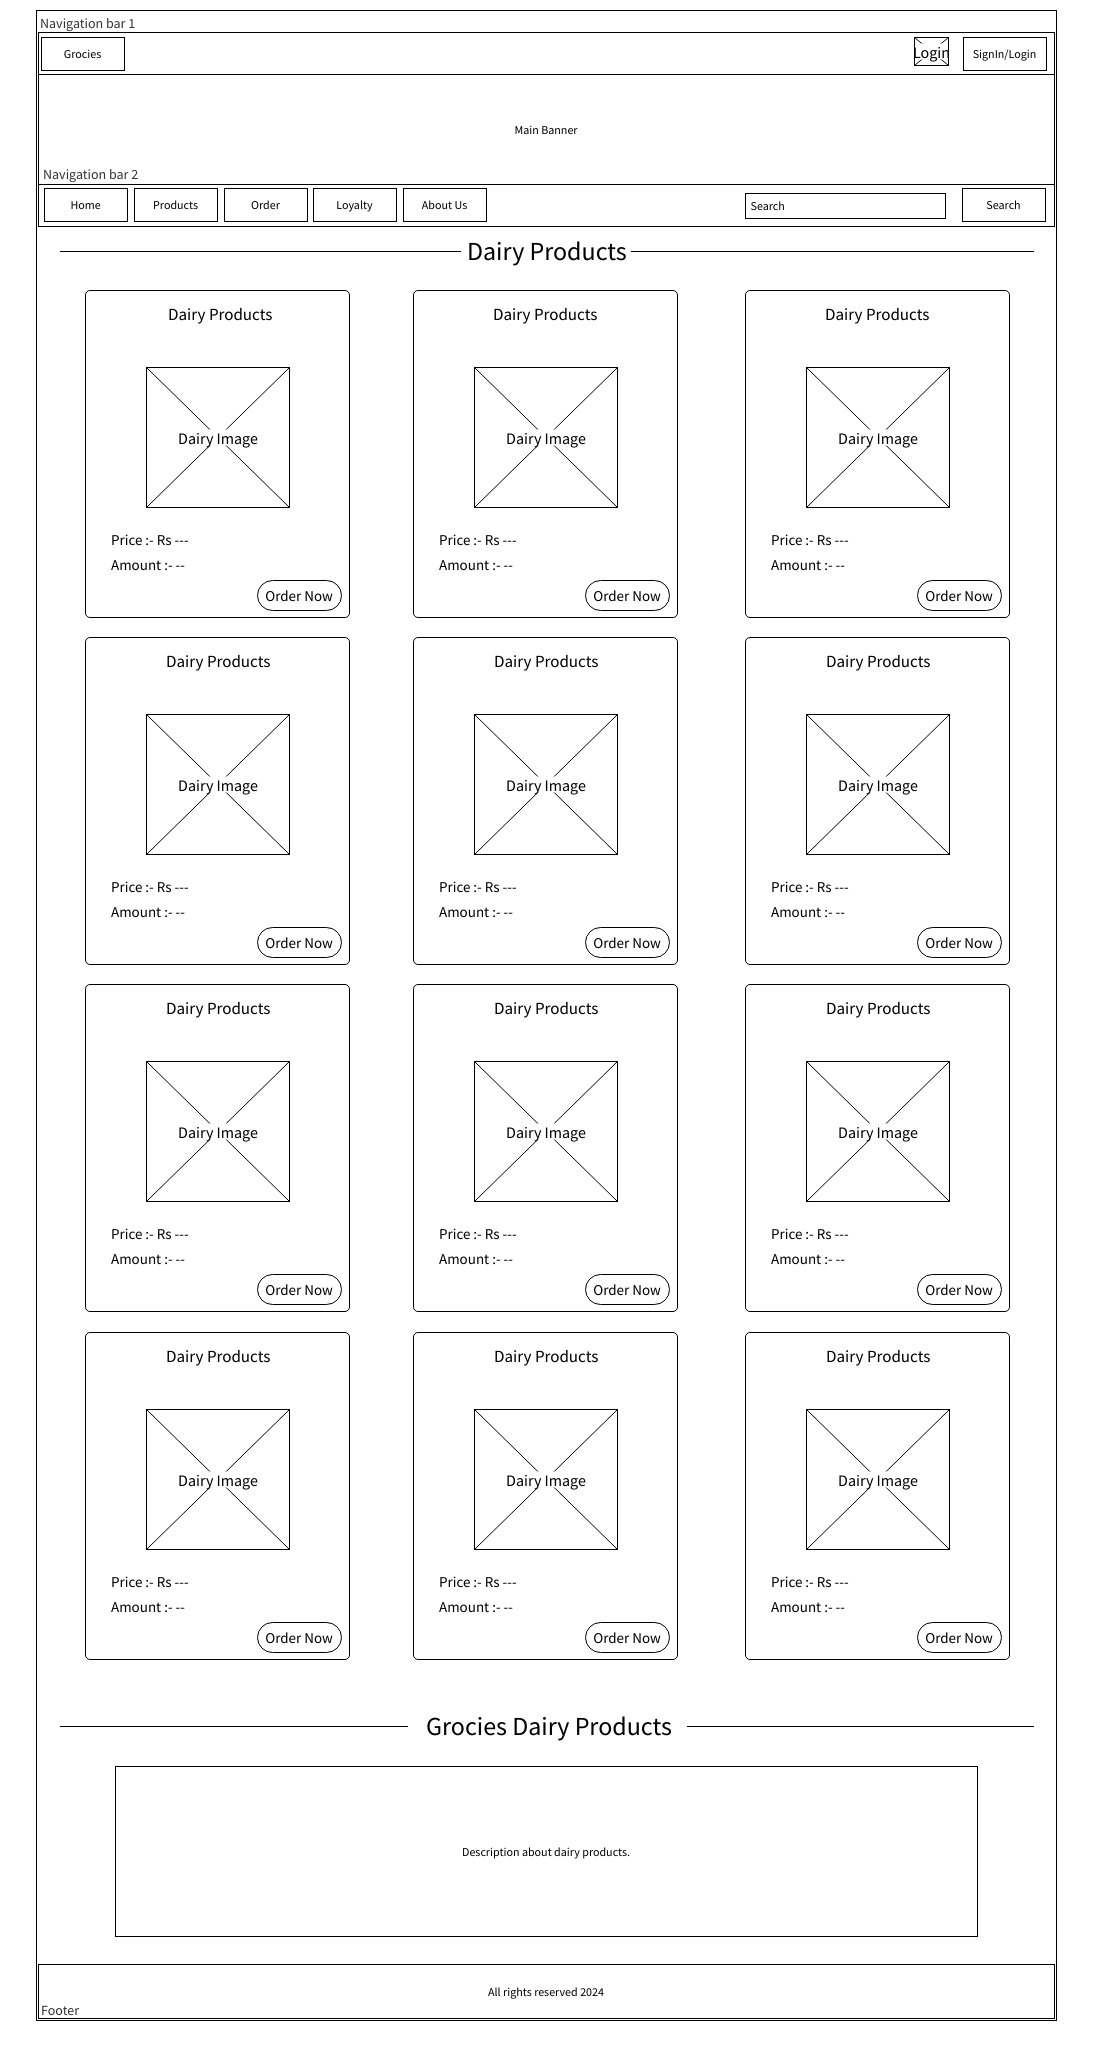 Navigation bar 1
Grocies
Login
SignIn/Login
Main Banner
Navigation bar 2
Home
Products
Order
Loyalty
About Us
Search
Search
Dairy Products
Dairy Products
Dairy Products
Dairy Products
Dairy Image
Dairy Image
Dairy Image
Price :- Rs ---
Price :- Rs ---
Price :- Rs ---
Amount :- --
Amount :- --
Amount :- --
Order Now
Order Now
Order Now
Dairy Products
Dairy Products
Dairy Products
Dairy Image
Dairy Image
Dairy Image
Price :- Rs ---
Price :- Rs ---
Price :- Rs ---
Amount :- --
Amount :- --
Amount :- --
Order Now
Order Now
Order Now
Dairy Products
Dairy Products
Dairy Products
Dairy Image
Dairy Image
Dairy Image
Price :- Rs ---
Price :- Rs ---
Price :- Rs ---
Amount :- --
Amount :- --
Amount :- --
Order Now
Order Now
Order Now
Dairy Products
Dairy Products
Dairy Products
Dairy Image
Dairy Image
Dairy Image
Price :- Rs ---
Price :- Rs ---
Price :- Rs ---
Amount :- --
Amount :- --
Amount :- --
Order Now
Order Now
Order Now
Grocies Dairy Products
Description about dairy products.
All rights reserved 2024
Footer